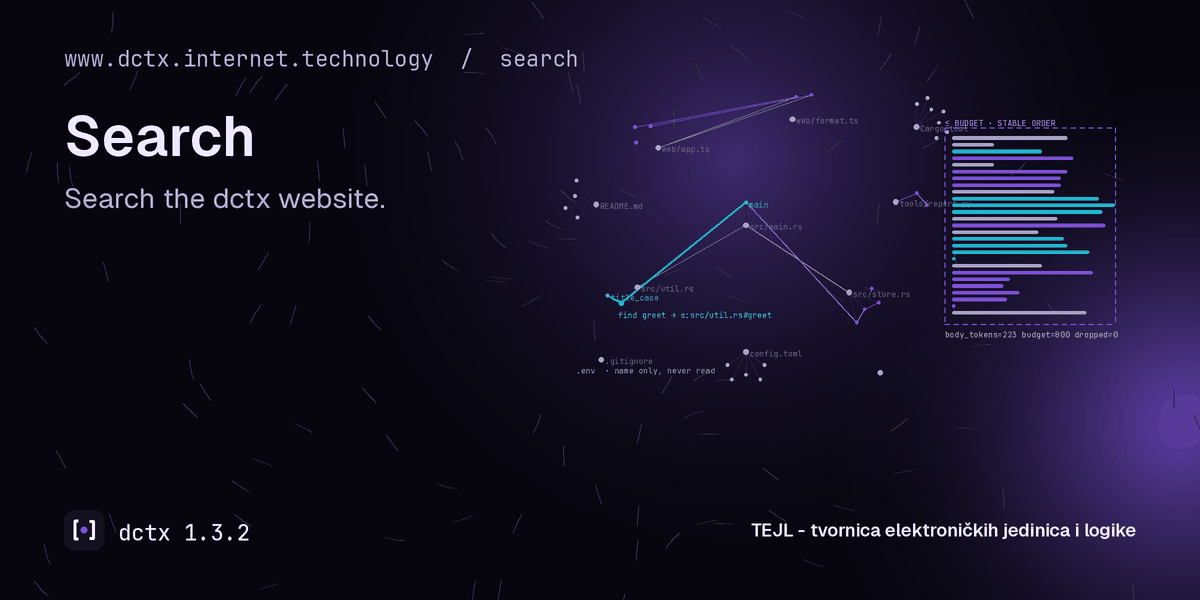 www.dctx.internet.technology / search
Search
Search the dctx website.
web/format.ts
web/app.ts
≤ BUDGET · STABLE ORDER
README.md
main
src/main.rs
src/util.rs
title_case
find greet → s:src/util.rs#greet
src/store.rs
.gitignore
.env · name only, never read
config.toml
body_tokens=223 budget=800 dropped=0
dctx 1.3.2
TEJL - tvornica elektroničkih jedinica i logike